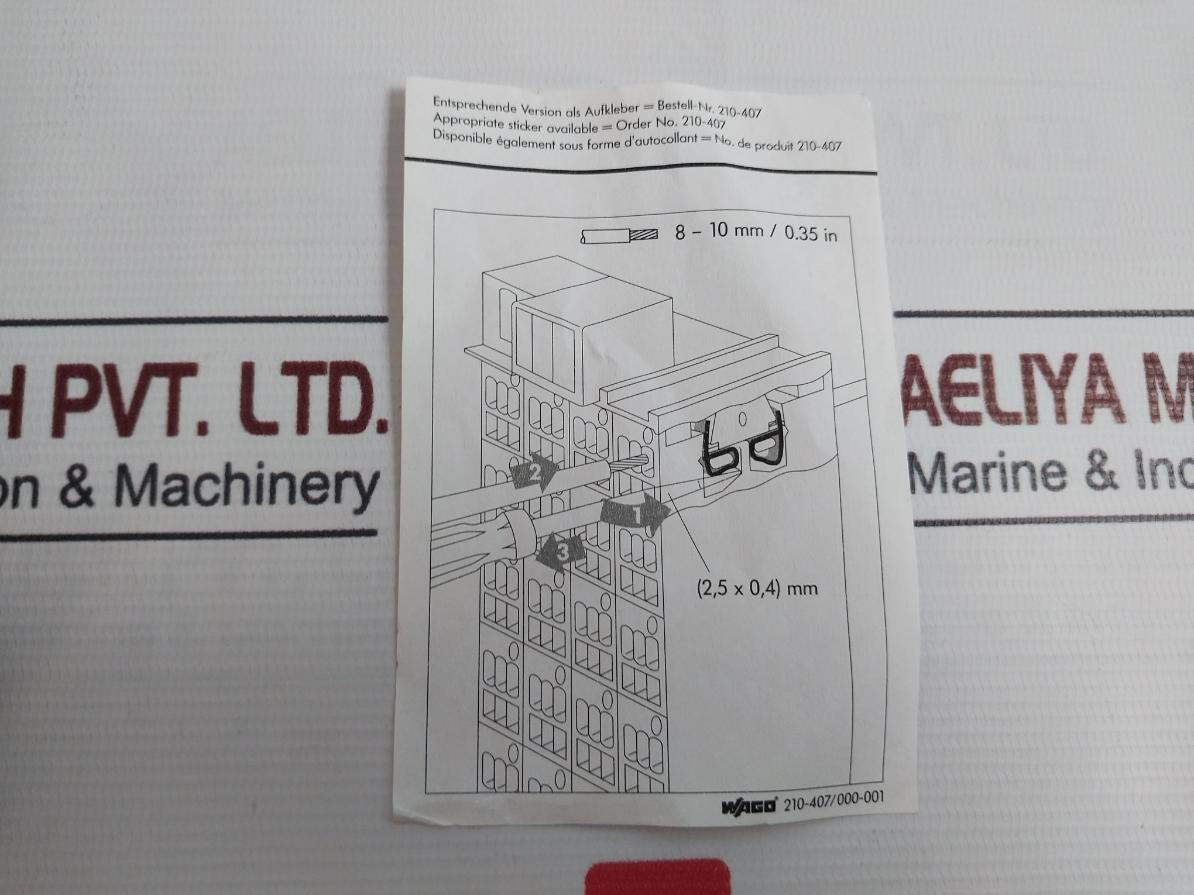 Entsprechende Version als Aufkleber = Bestell-Nr. 210-407
Appropriate sticker available = Order No. 210-407
Disponible également sous forme d'autocollant = No. de produit 210-407
8 – 10 mm / 0.35 in
2
1
3
(2,5 x 0,4) mm
WAGO 210-407/000-001
H PVT. LTD.
on & Machinery
AELIYA M
Marine & Ind